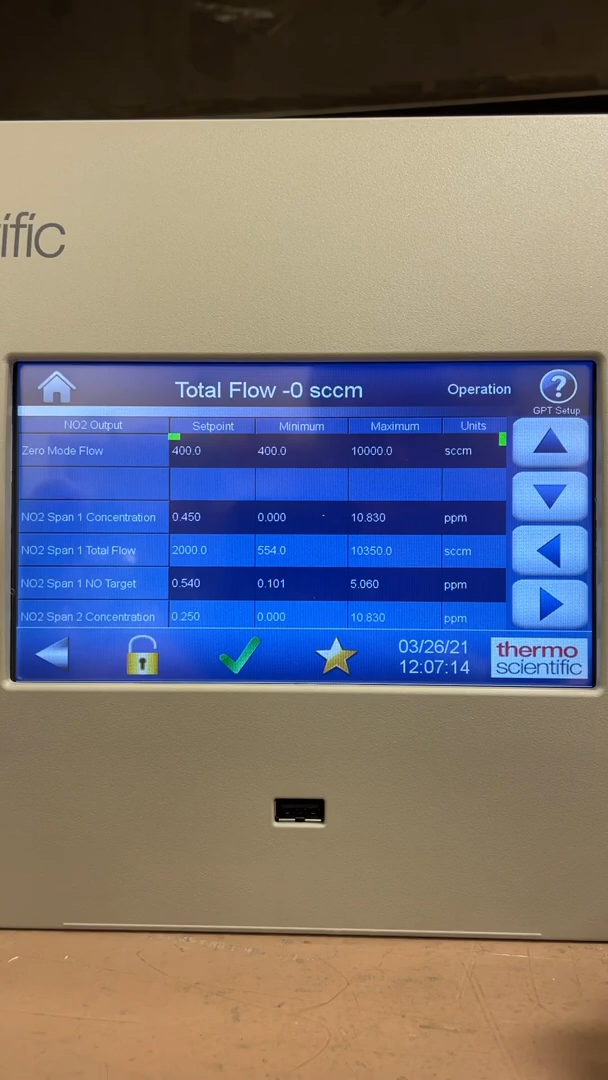 ific
Total Flow -0 sccm
Operation
?
GPT Setup
NO2 Output Setpoint Minimum Maximum Units
Zero Mode Flow 400.0 400.0 10000.0 sccm
NO2 Span 1 Concentration 0.450 0.000 10.830 ppm
NO2 Span 1 Total Flow 2000.0 554.0 10350.0 sccm
NO2 Span 1 NO Target 0.540 0.101 5.060 ppm
NO2 Span 2 Concentration 0.250 0.000 10.830 ppm
03/26/21
12:07:14
thermo
scientific